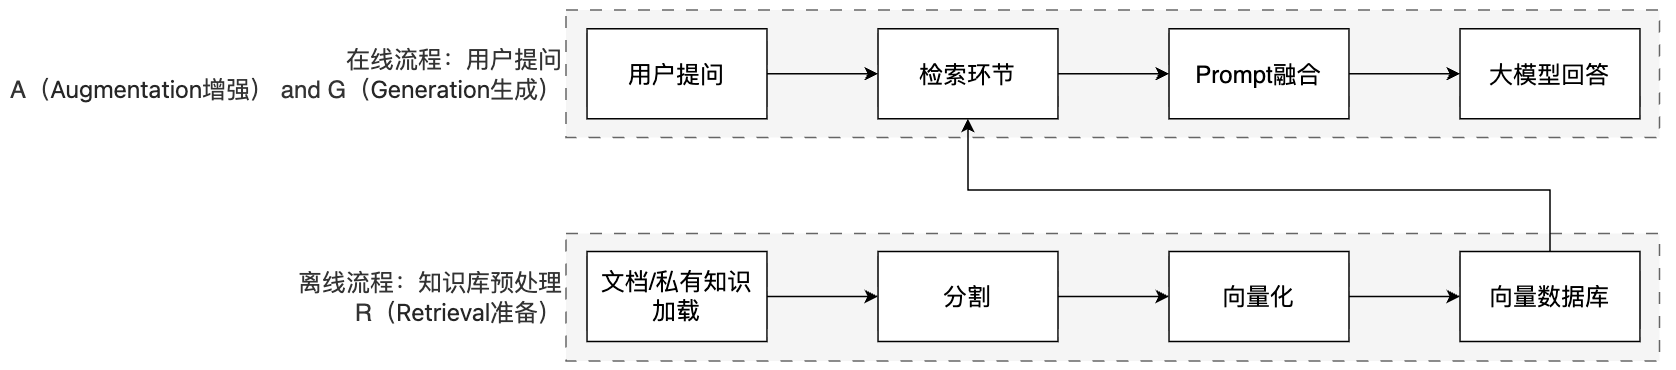 在线流程：用户提问
A（Augmentation增强） and G（Generation生成）
用户提问
检索环节
Prompt融合
大模型回答
离线流程：知识库预处理
R（Retrieval准备）
文档/私有知识
加载
分割
向量化
向量数据库